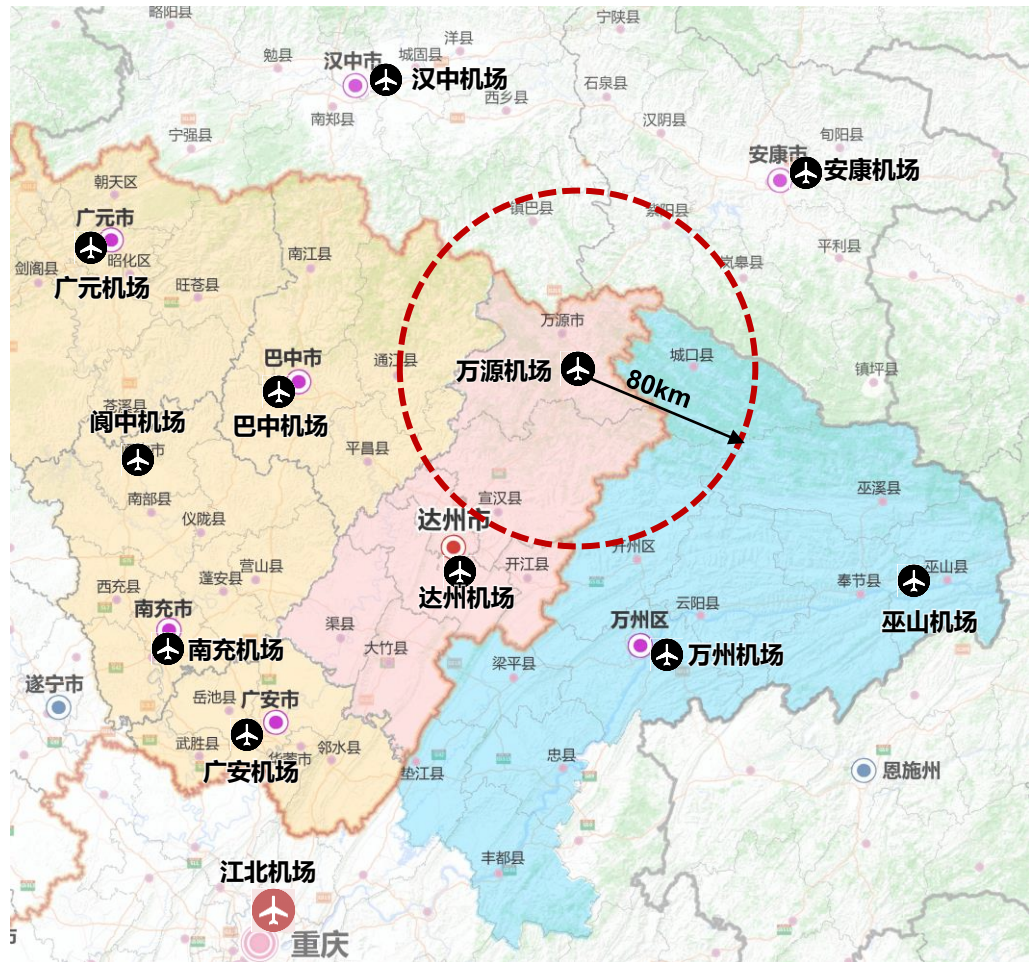 略阳县
宁陕县
洋县
勉县
汉中市
城固县
汉中机场
石泉县
西乡县
南郑县
汉阴县
旬阳县
宁强县
安康市
安康机场
朝天区
镇巴县
紫阳县
广元市
平利县
南江县
剑阁县
昭化区
岚皋县
广元机场
旺苍县
万源市
巴中市
通江县
城口县
万源机场
镇坪县
80km
苍溪县
阆中机场
巴中机场
平昌县
南部县
宣汉县
巫溪县
仪陇县
达州市
开州区
营山县
开江县
西充县
蓬安县
奉节县
巫山县
达州机场
云阳县
南充市
万州区
巫山机场
渠县
南充机场
大竹县
万州机场
梁平县
遂宁市
岳池县
广安市
武胜县
华蓥市
邻水县
忠县
广安机场
垫江县
恩施州
丰都县
江北机场
重庆